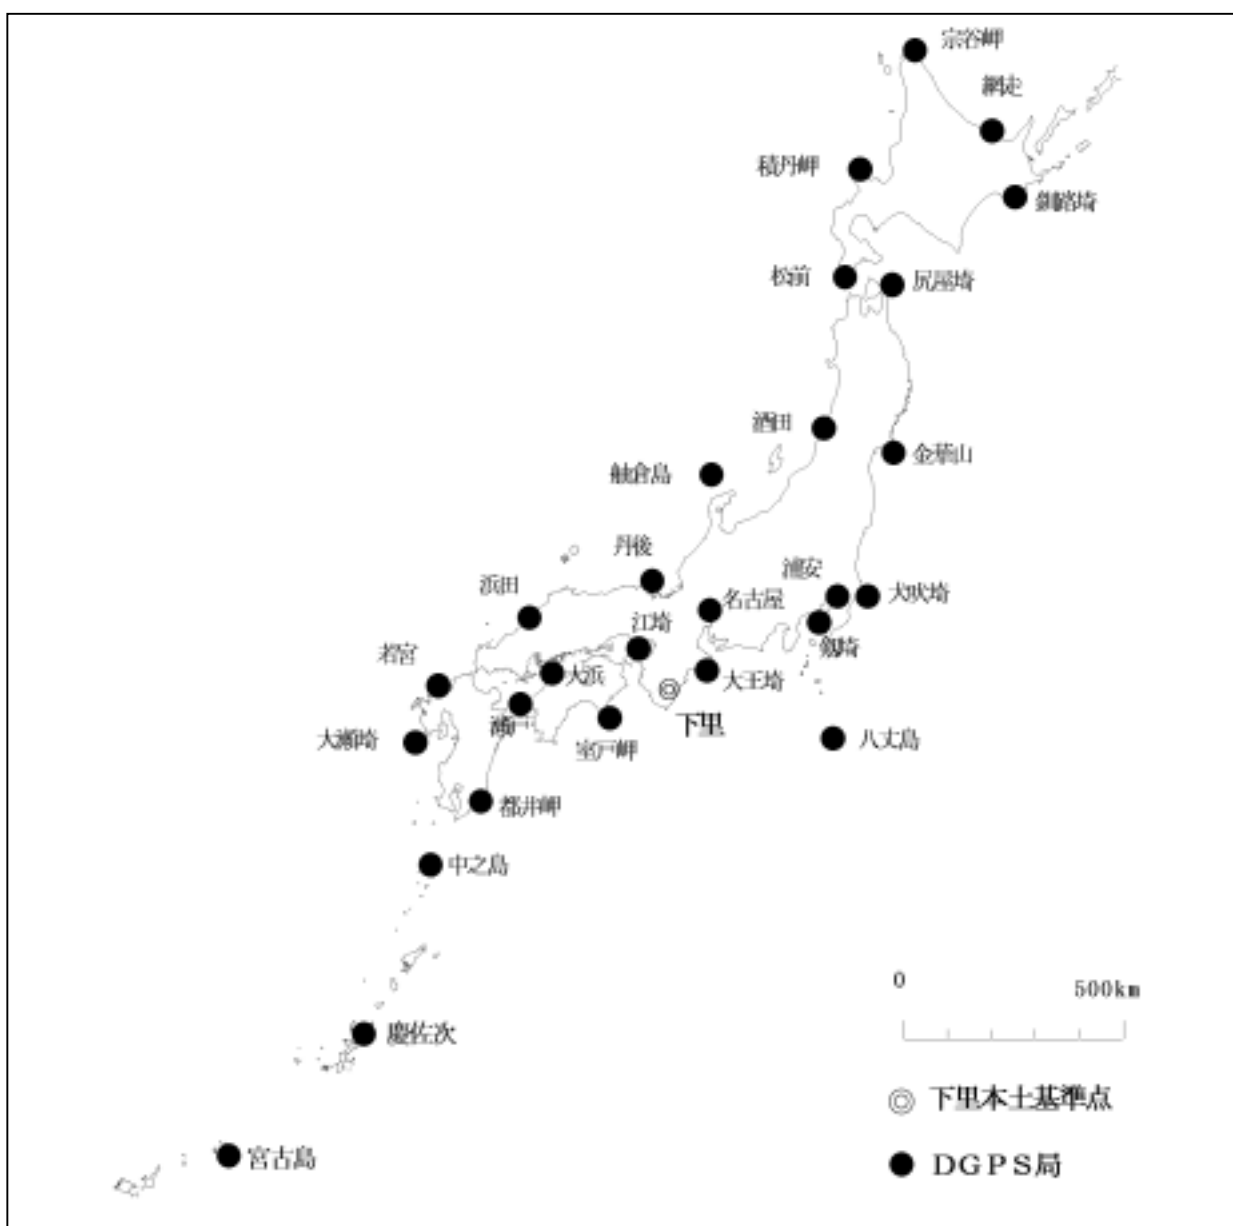 宗谷岬
網走
積丹岬
釧路埼
松前
尻屋埼
酒田
金華山
舳倉島
丹後
浦安
浜田
名古屋
犬吠埼
江埼
剱埼
若宮
大浜
大王埼
瀬戸
下里
大瀬埼
室戸岬
八丈島
都井岬
中之島
0
500km
慶佐次
下里本土基準点
宮古島
DGPS局